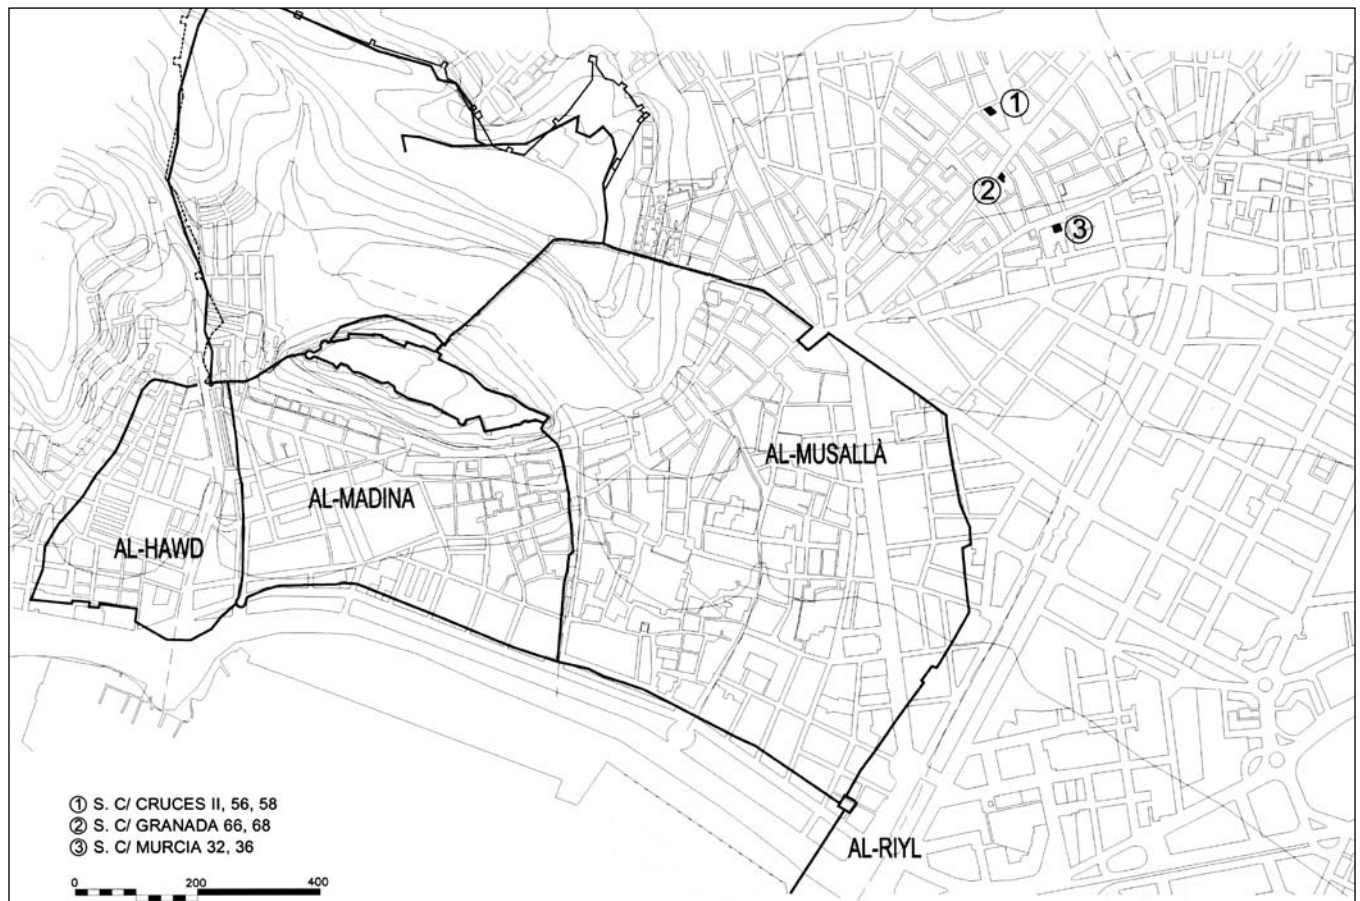 ①
②
③
AL-MUSALLÀ
AL-MADINA
AL-HAWD
AL-RIYL
① S. C/ CRUCES II, 56, 58
② S. C/ GRANADA 66, 68
③ S. C/ MURCIA 32, 36
0 200 400